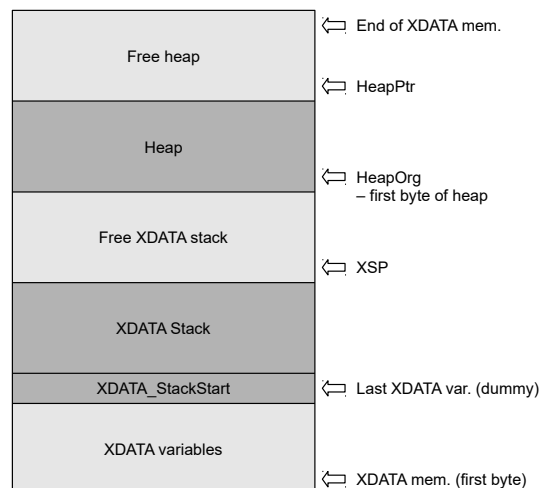 End of XDATA mem.
Free heap
HeapPtr
Heap
HeapOrg
– first byte of heap
Free XDATA stack
XSP
XDATA Stack
XDATA_StackStart
Last XDATA var. (dummy)
XDATA variables
XDATA mem. (first byte)